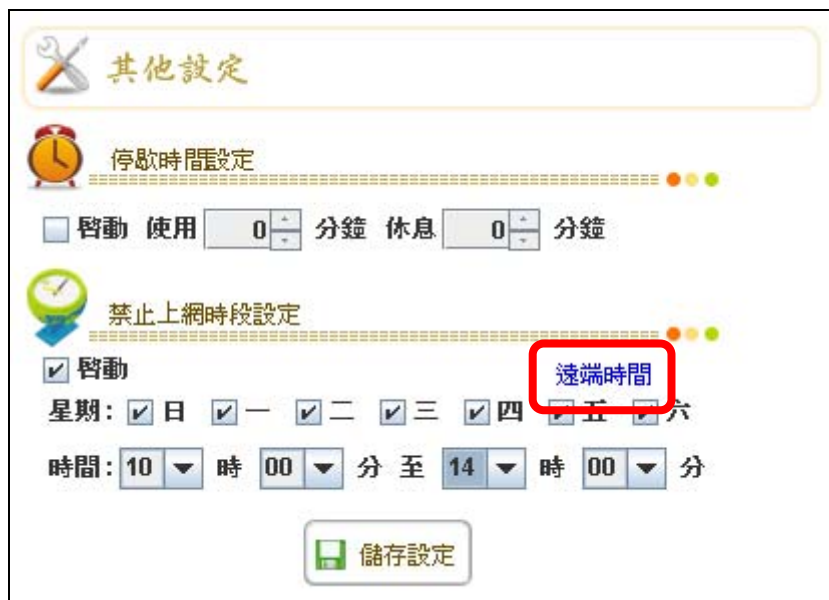 其他設定
停歇時間設定
啓動 使用 0 分鐘 休息 0 分鐘
禁止上網時段設定
啓動
遠端時間
星期: 日 一 二 三 四 五 六
時間: 10 時 00 分 至 14 時 00 分
儲存設定